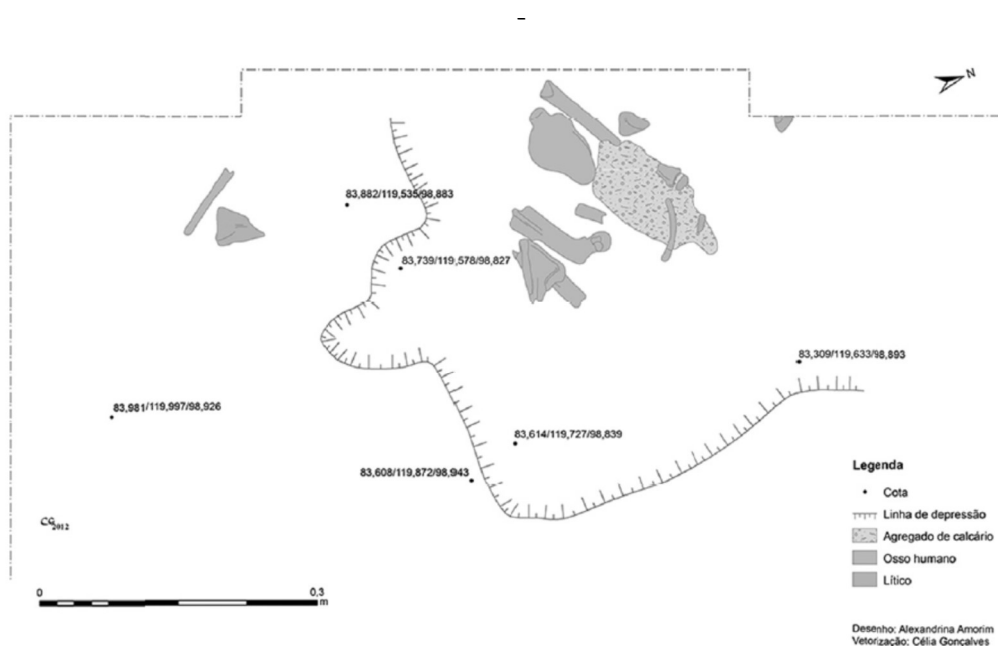 N
83,882/119,535/98,883
83,739/119,578/98,827
83,309/119,633/98,893
83,981/119,997/98,926
83,614/119,727/98,839
83,608/119,872/98,943
CG 2012
0 0,3
m
Legenda
Cota
Linha de depressão
Agregado de calcário
Osso humano
Lítico
Desenho: Alexandrina Amorim
Vetorização: Célia Gonçalves